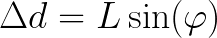 Δd = L sin(φ)